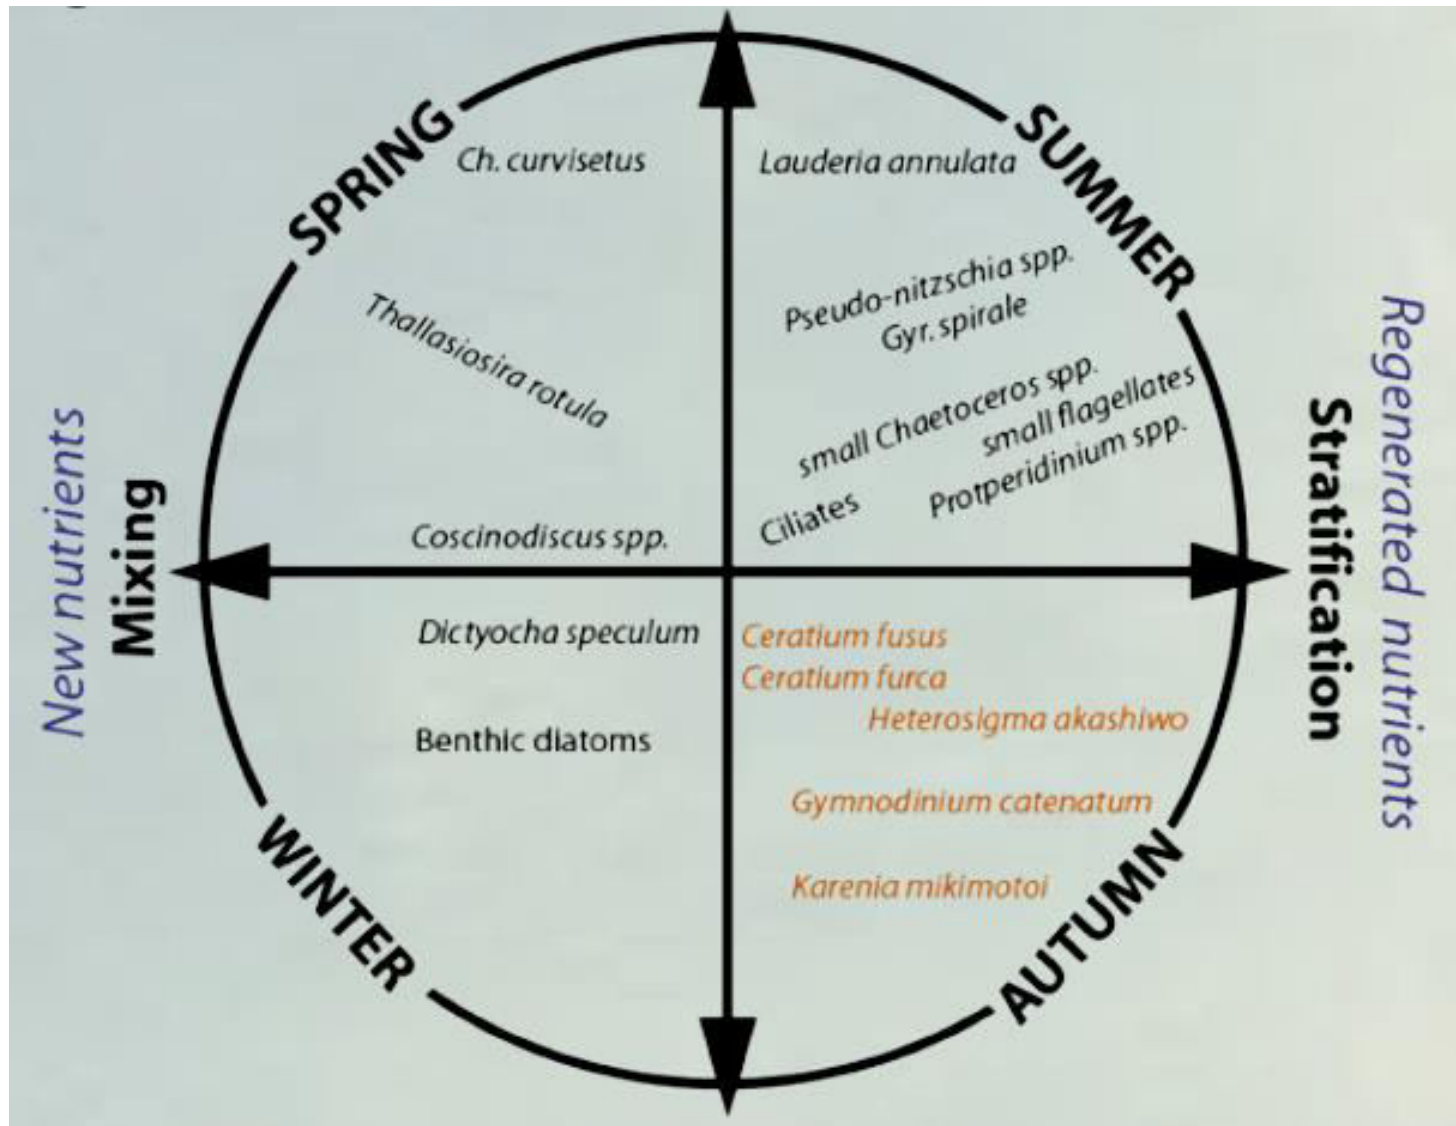 SPRING
SUMMER
Ch. curvisetus
Lauderia annulata
Thallasiosira rotula
Pseudo-nitzschia spp.
Gyr. spirale
small Chaetoceros spp.
small flagellates
Protperidinium spp.
Ciliates
Coscinodiscus spp.
New nutrients
Mixing
Stratification
Regenerated nutrients
Dictyocha speculum
Benthic diatoms
Ceratium fusus
Ceratium furca
Heterosigma akashiwo
Gymnodinium catenatum
Karenia mikimotoi
WINTER
AUTUMN